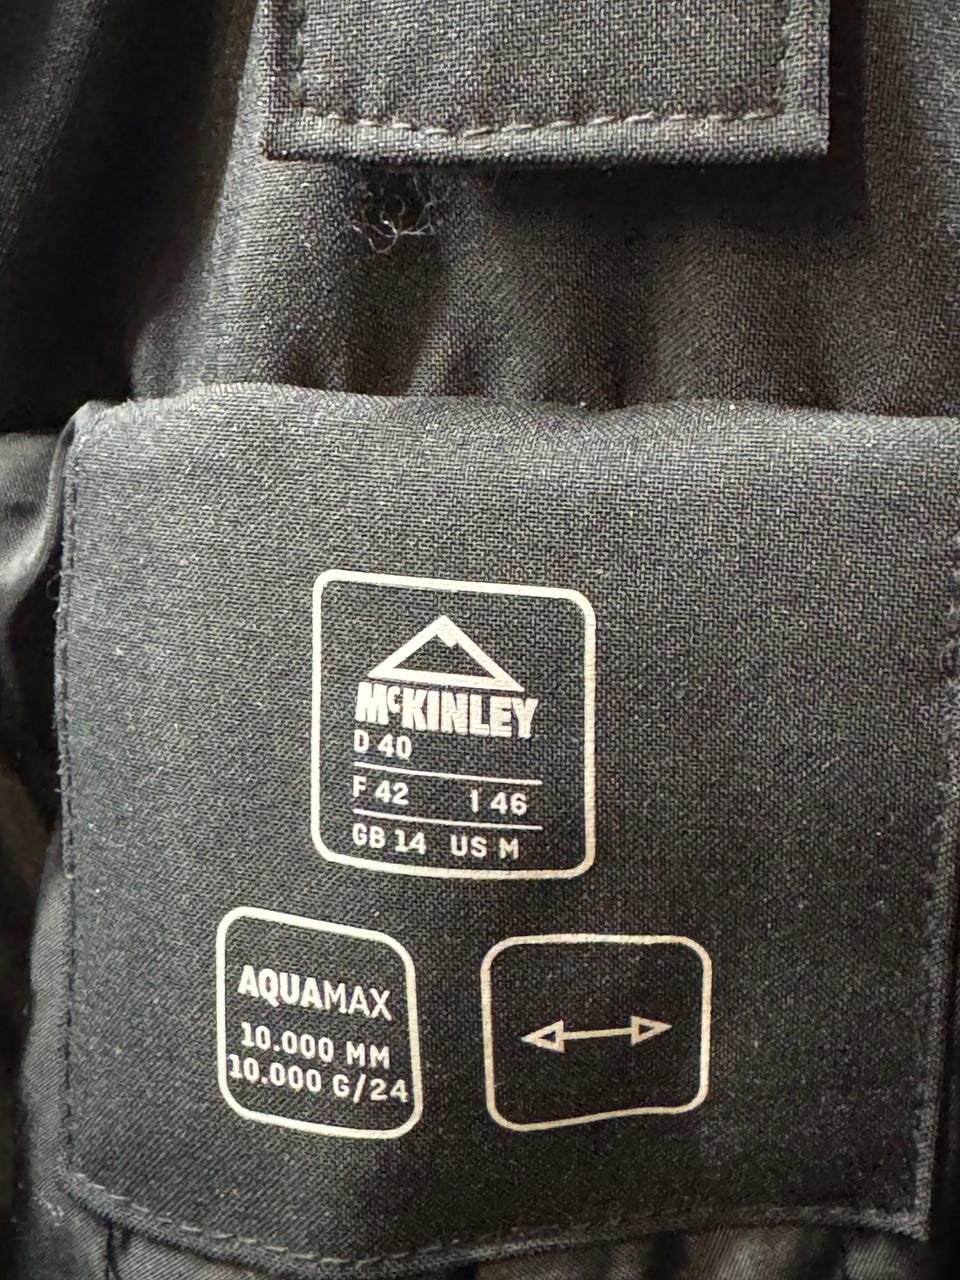 McKINLEY
D 40
F 42 I 46
GB 14 US M
AQUAMAX
10.000 MM
10.000 G/24